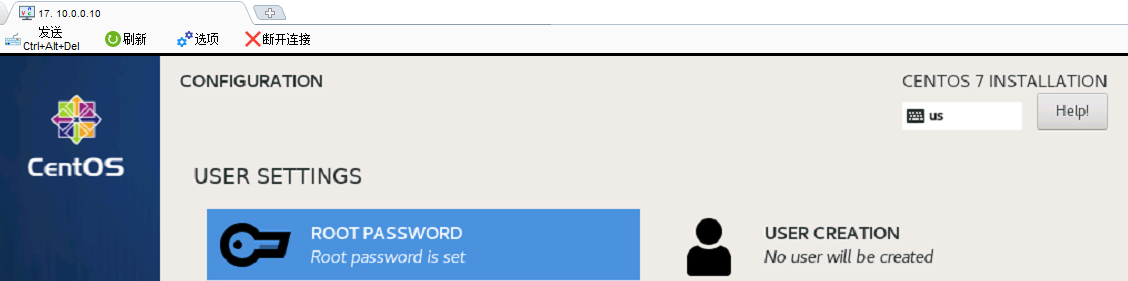 17. 10.0.0.10
发送
Ctrl+Alt+Del
刷新
选项
断开连接
CONFIGURATION
CENTOS 7 INSTALLATION
us
Help!
CentOS
USER SETTINGS
ROOT PASSWORD
Root password is set
USER CREATION
No user will be created